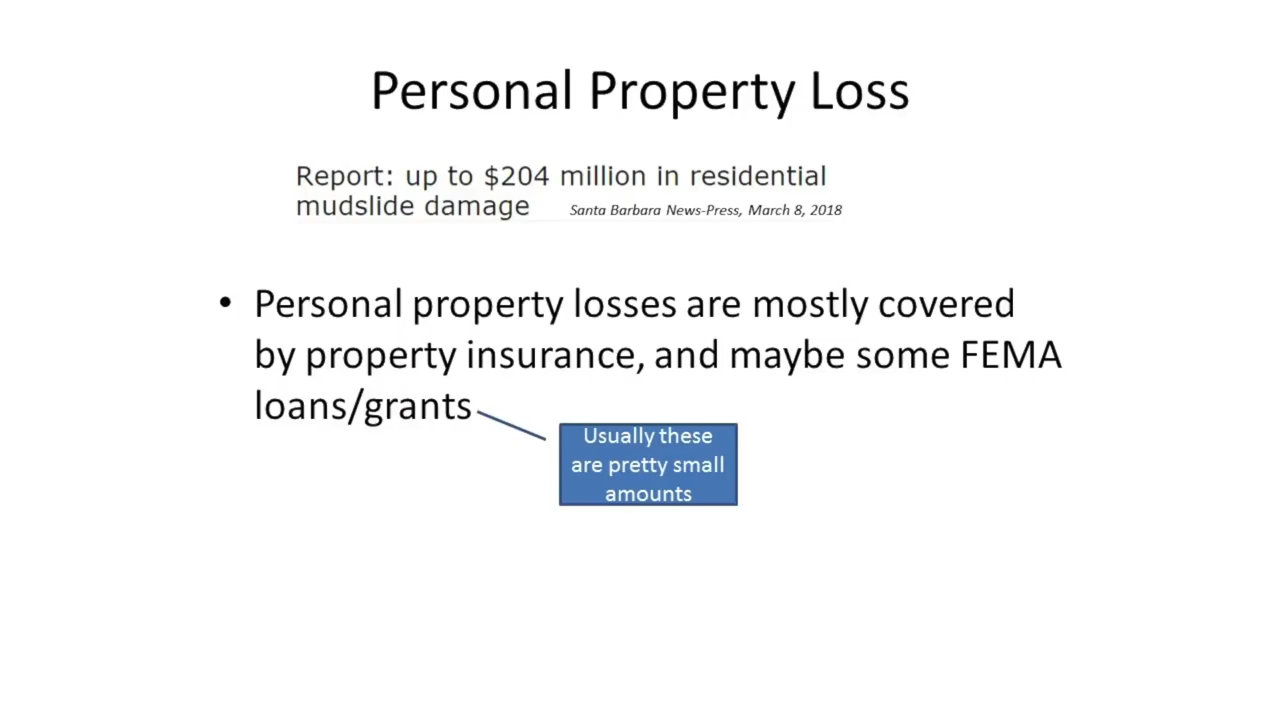 Personal Property Loss
Report: up to $204 million in residential
mudslide damage
Santa Barbara News-Press, March 8, 2018
• Personal property losses are mostly covered
by property insurance, and maybe some FEMA
loans/grants
Usually these
are pretty small
amounts